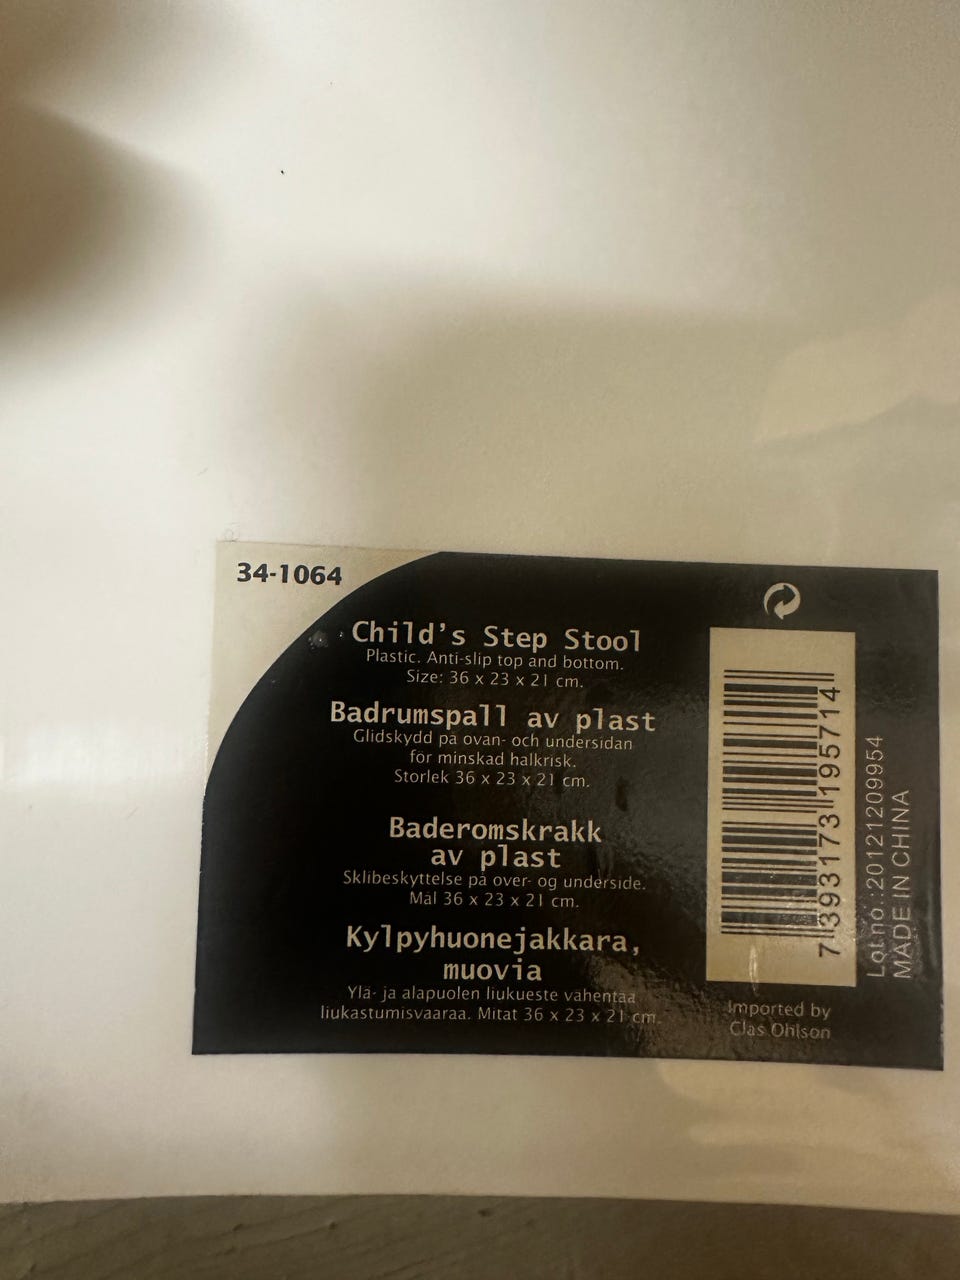 34-1064
Child's Step Stool
Plastic. Anti-slip top and bottom.
Size: 36 x 23 x 21 cm.
Badrumspall av plast
Glidskydd på ovan- och undersidan
för minskad halkrisk.
Storlek 36 x 23 x 21 cm.
Baderomskrakk
av plast
Sklibeskyttelse på over- og underside.
Mål 36 x 23 x 21 cm.
Kylpyhuonejakkara,
muovia
Ylä- ja alapuolen liukueste vähentää
liukastumisvaaraa. Mitat 36 x 23 x 21 cm.
7 393173 195714
Lot no.:20121209954
MADE IN CHINA
Imported by
Clas Ohlson